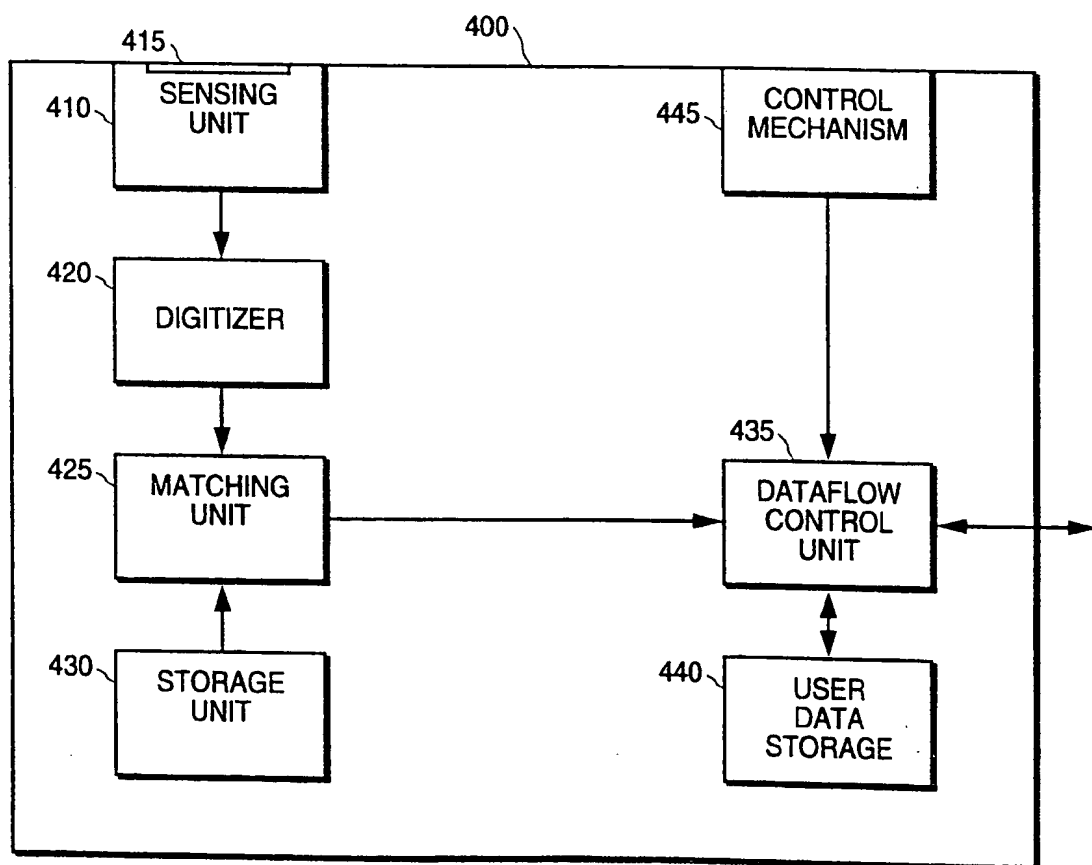 415
400
410
SENSING
UNIT
445
CONTROL
MECHANISM
420
DIGITIZER
425
MATCHING
UNIT
435
DATAFLOW
CONTROL
UNIT
430
STORAGE
UNIT
440
USER
DATA
STORAGE